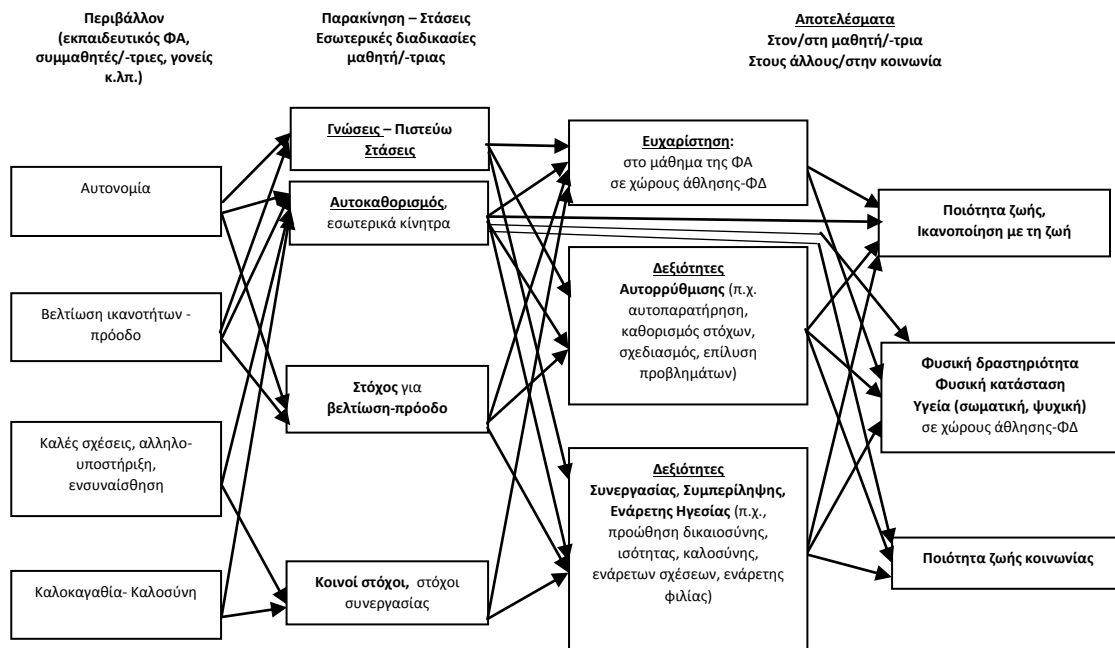 Περιβάλλον
(εκπαιδευτικός ΦΑ,
συμμαθητές/-τριες, γονείς
κ.λπ.)
Παρακίνηση – Στάσεις
Εσωτερικές διαδικασίες
μαθητή/-τριας
Αποτελέσματα
Στον/στη μαθητή/-τρια
Στους άλλους/στην κοινωνία
Αυτονομία
Βελτίωση ικανοτήτων -
πρόοδο
Καλές σχέσεις, αλληλο-
υποστήριξη,
ενσυναίσθηση
Καλοκαγαθία- Καλοσύνη
Γνώσεις – Πιστεύω
Στάσεις
Αυτοκαθορισμός,
εσωτερικά κίνητρα
Στόχος για
βελτίωση-πρόοδο
Κοινοί στόχοι, στόχοι
συνεργασίας
Ευχαρίστηση:
στο μάθημα της ΦΑ
σε χώρους άθλησης-ΦΔ
Δεξιότητες
Αυτορρύθμισης (π.χ.
αυτοπαρατήρηση,
καθορισμός στόχων,
σχεδιασμός, επίλυση
προβλημάτων)
Δεξιότητες
Συνεργασίας, Συμπερίληψης,
Ενάρετης Ηγεσίας (π.χ.,
προώθηση δικαιοσύνης,
ισότητας, καλοσύνης,
ενάρετων σχέσεων, ενάρετης
φιλίας)
Ποιότητα ζωής,
Ικανοποίηση με τη ζωή
Φυσική δραστηριότητα
Φυσική κατάσταση
Υγεία (σωματική, ψυχική)
σε χώρους άθλησης-ΦΔ
Ποιότητα ζωής κοινωνίας